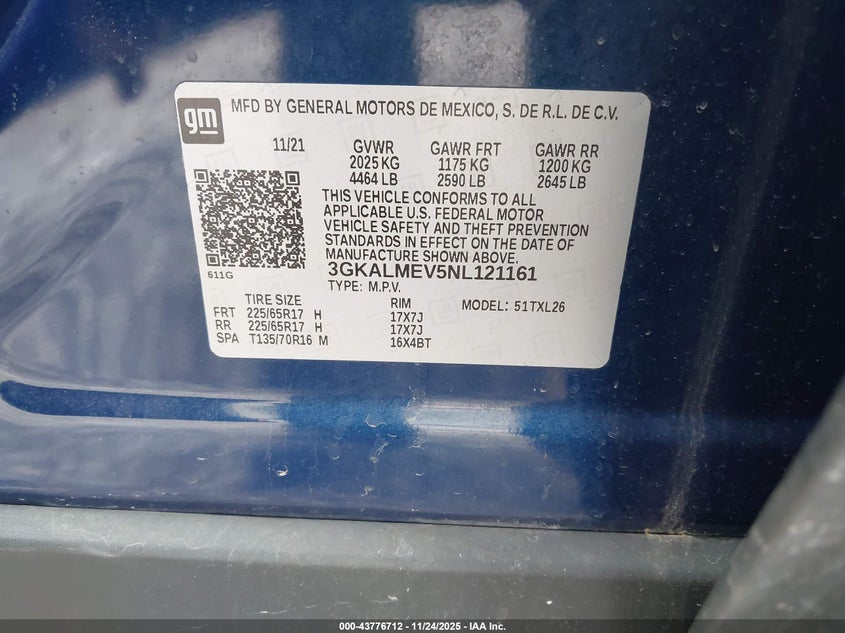 gm
MFD BY GENERAL MOTORS DE MEXICO, S. DE R.L. DE C.V.
11/21 GVWR GAWR FRT GAWR RR
2025 KG 1175 KG 1200 KG
4464 LB 2590 LB 2645 LB
THIS VEHICLE CONFORMS TO ALL
APPLICABLE U.S. FEDERAL MOTOR
VEHICLE SAFETY AND THEFT PREVENTION
STANDARDS IN EFFECT ON THE DATE OF
MANUFACTURE SHOWN ABOVE.
611G
3GKALMEV5NL121161
TYPE: M.P.V.
TIRE SIZE RIM MODEL: 51TXL26
FRT 225/65R17 H 17X7J
RR 225/65R17 H 17X7J
SPA T135/70R16 M 16X4BT
000-43776712 - 11/24/2025 - IAA Inc.